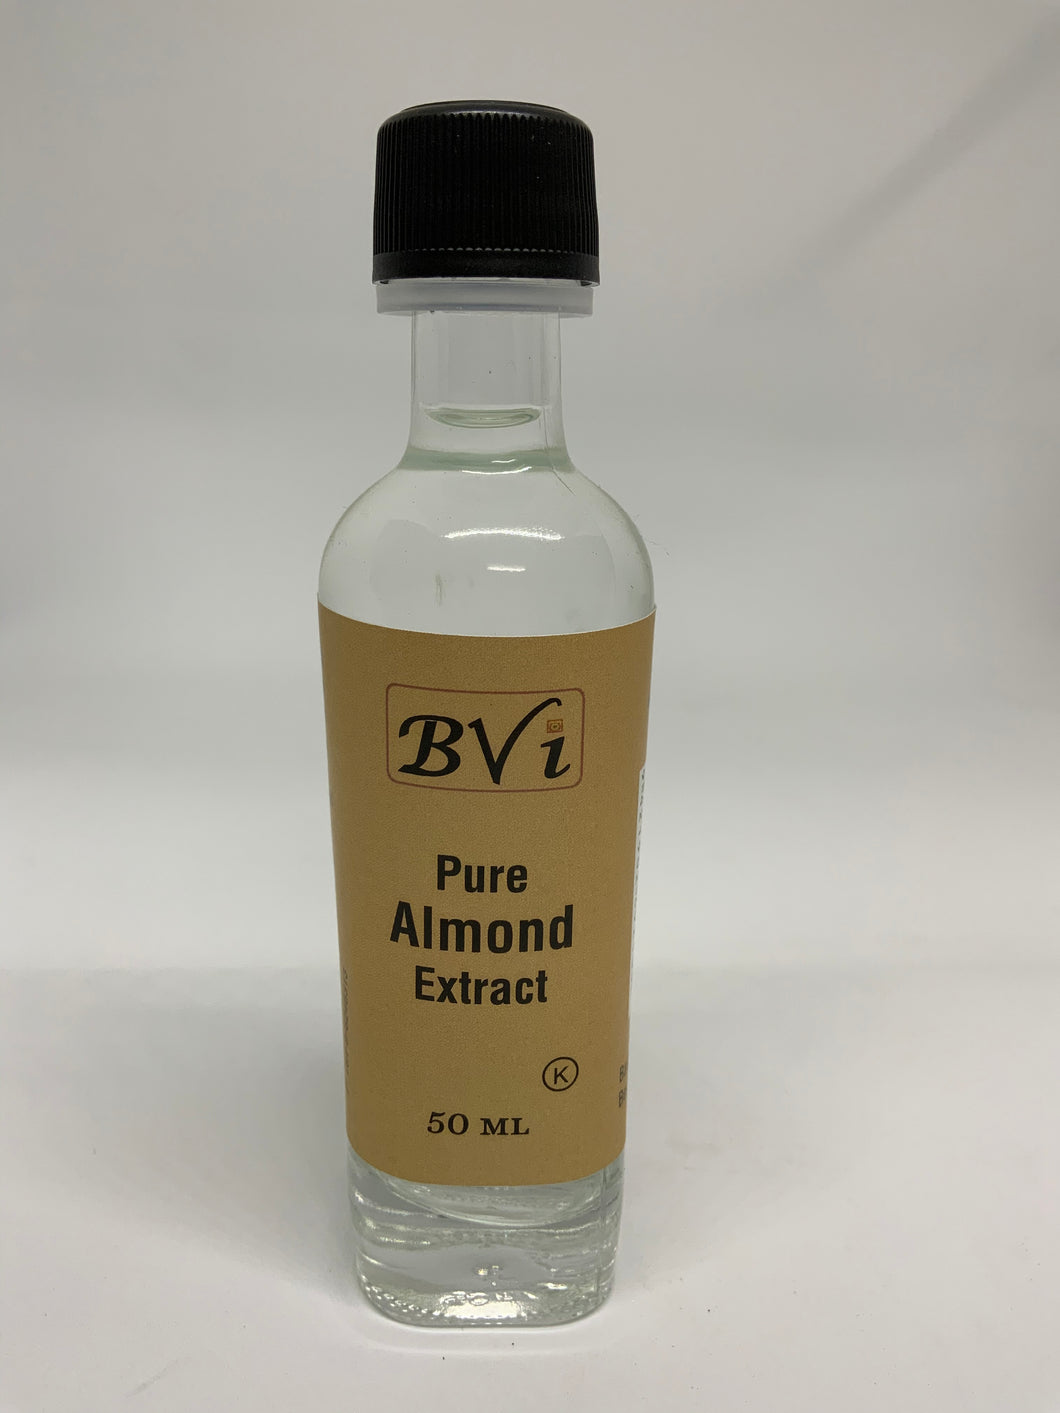 BVi
Pure
Almond
Extract
K
50 ML